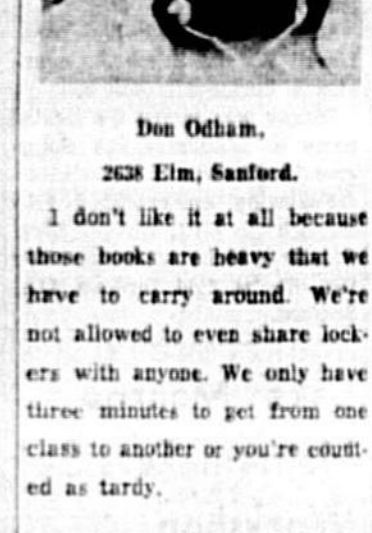 Don Odham,
2638 Elm, Sanford.
I don't like it at all because
those books are heavy that we
have to carry around. We're
not allowed to even share lock-
ers with anyone. We only have
three minutes to get from one
class to another or you're count-
ed as tardy.